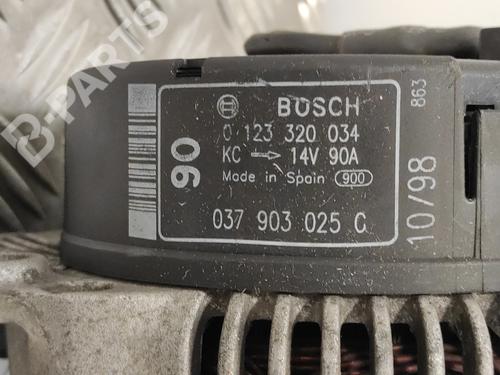 B-PARTS
BOSCH
0 123 320 034
KC → 14V 90A
Made in Spain 900
037 903 025 C
90
10/98
863